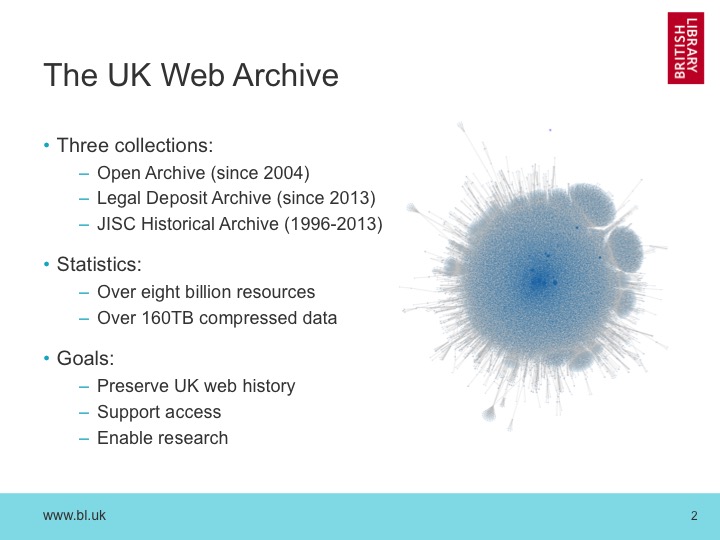 LIBRARY
BRITISH
The UK Web Archive
• Three collections:
– Open Archive (since 2004)
– Legal Deposit Archive (since 2013)
– JISC Historical Archive (1996-2013)
• Statistics:
– Over eight billion resources
– Over 160TB compressed data
• Goals:
– Preserve UK web history
– Support access
– Enable research
www.bl.uk
2